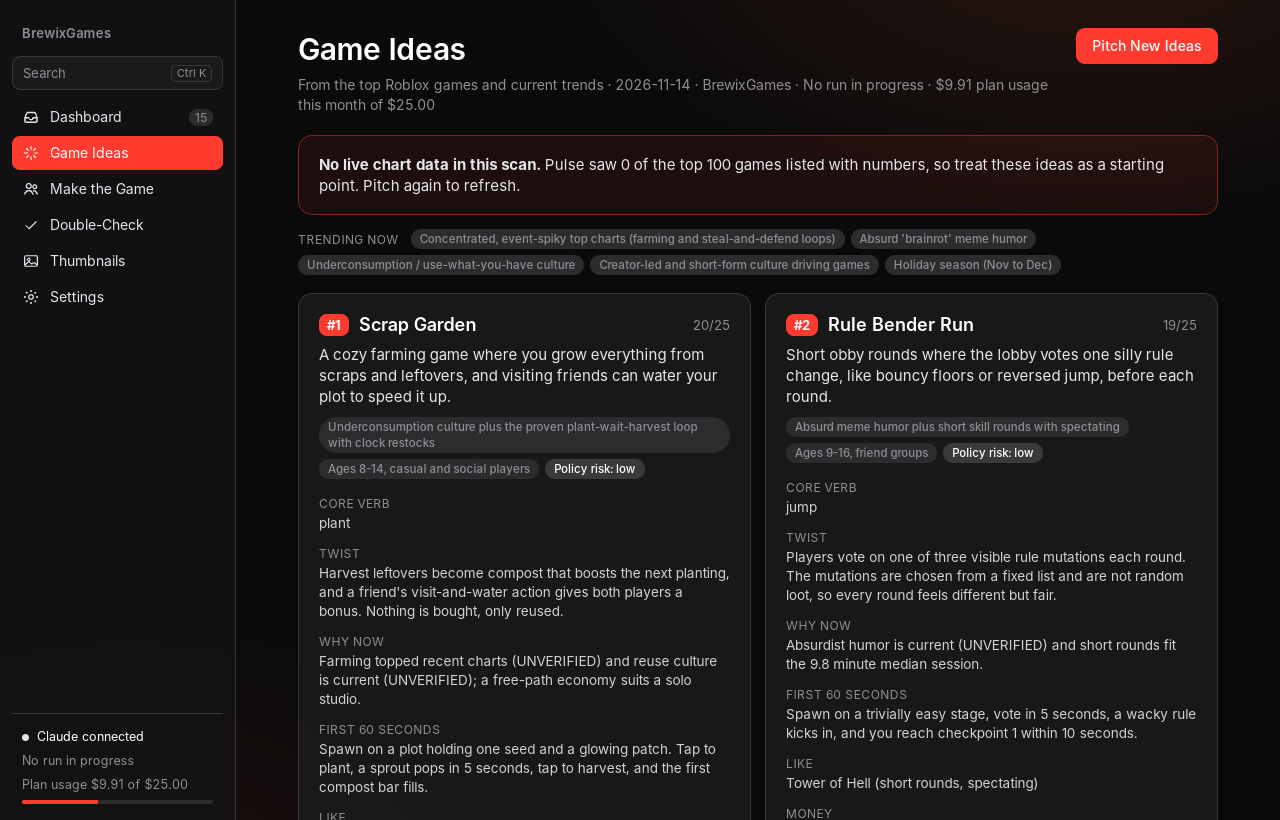 BrewixGames
Search
Ctrl K
Dashboard
15
Game Ideas
Make the Game
Double-Check
Thumbnails
Settings
Claude connected
No run in progress
Plan usage $9.91 of $25.00
Game Ideas
Pitch New Ideas
From the top Roblox games and current trends · 2026-11-14 · BrewixGames · No run in progress · $9.91 plan usage
this month of $25.00
No live chart data in this scan. Pulse saw 0 of the top 100 games listed with numbers, so treat these ideas as a starting
point. Pitch again to refresh.
TRENDING NOW
Concentrated, event-spiky top charts (farming and steal-and-defend loops)
Absurd 'brainrot' meme humor
Underconsumption / use-what-you-have culture
Creator-led and short-form culture driving games
Holiday season (Nov to Dec)
#1
Scrap Garden
20/25
A cozy farming game where you grow everything from
scraps and leftovers, and visiting friends can water your
plot to speed it up.
Underconsumption culture plus the proven plant-wait-harvest loop
with clock restocks
Ages 8-14, casual and social players
Policy risk: low
CORE VERB
plant
TWIST
Harvest leftovers become compost that boosts the next planting,
and a friend's visit-and-water action gives both players a
bonus. Nothing is bought, only reused.
WHY NOW
Farming topped recent charts (UNVERIFIED) and reuse culture
is current (UNVERIFIED); a free-path economy suits a solo
studio.
FIRST 60 SECONDS
Spawn on a plot holding one seed and a glowing patch. Tap to
plant, a sprout pops in 5 seconds, tap to harvest, and the first
compost bar fills.
LIKE
#2
Rule Bender Run
19/25
Short obby rounds where the lobby votes one silly rule
change, like bouncy floors or reversed jump, before each
round.
Absurd meme humor plus short skill rounds with spectating
Ages 9-16, friend groups
Policy risk: low
CORE VERB
jump
TWIST
Players vote on one of three visible rule mutations each round.
The mutations are chosen from a fixed list and are not random
loot, so every round feels different but fair.
WHY NOW
Absurdist humor is current (UNVERIFIED) and short rounds fit
the 9.8 minute median session.
FIRST 60 SECONDS
Spawn on a trivially easy stage, vote in 5 seconds, a wacky rule
kicks in, and you reach checkpoint 1 within 10 seconds.
LIKE
Tower of Hell (short rounds, spectating)
MONEY